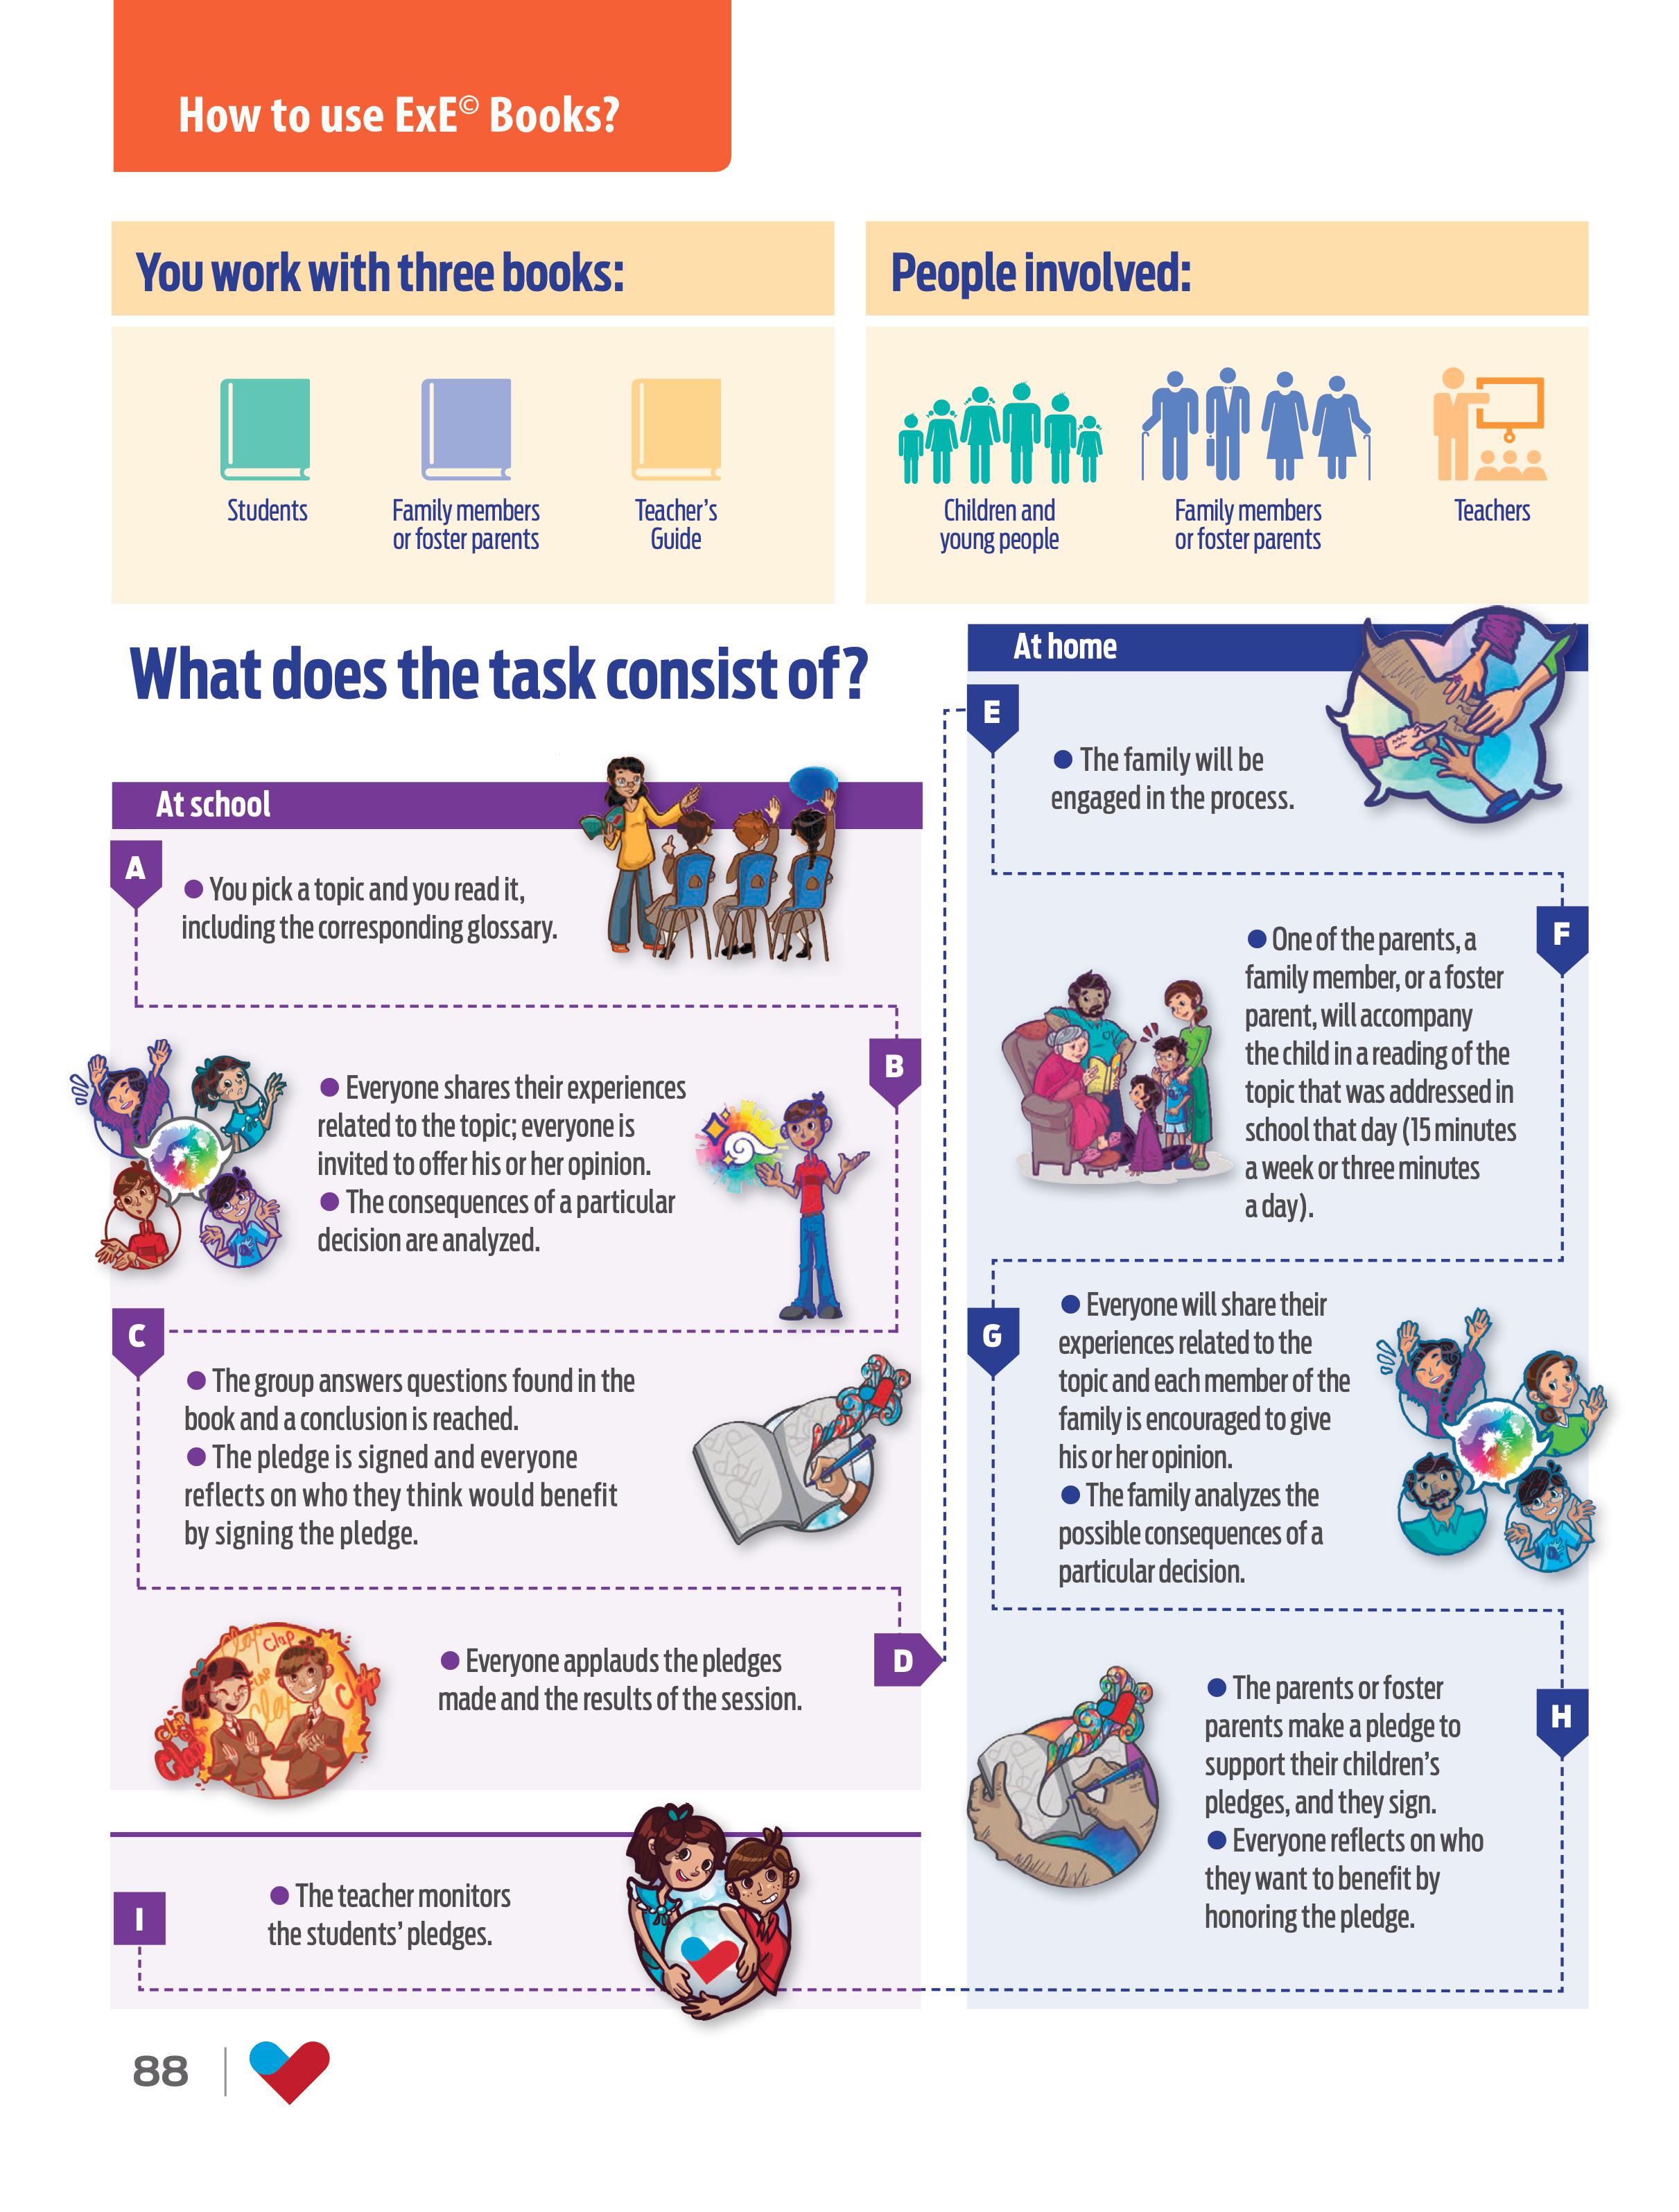 How to use ExE© Books?
You work with three books:
Students
Family members
or foster parents
Teacher's
Guide
People involved:
Children and
young people
Family members
or foster parents
Teachers
What does the task consist of?
At school
A
● You pick a topic and you read it,
including the corresponding glossary.
B
● Everyone shares their experiences
related to the topic; everyone is
invited to offer his or her opinion.
● The consequences of a particular
decision are analyzed.
C
● The group answers questions found in the
book and a conclusion is reached.
● The pledge is signed and everyone
reflects on who they think would benefit
by signing the pledge.
D
● Everyone applauds the pledges
made and the results of the session.
Clap
Clap
Clap
Clap
Clap
Clap
At home
E
● The family will be
engaged in the process.
F
● One of the parents, a
family member, or a foster
parent, will accompany
the child in a reading of the
topic that was addressed in
school that day (15 minutes
a week or three minutes
a day).
G
● Everyone will share their
experiences related to the
topic and each member of the
family is encouraged to give
his or her opinion.
● The family analyzes the
possible consequences of a
particular decision.
H
● The parents or foster
parents make a pledge to
support their children's
pledges, and they sign.
● Everyone reflects on who
they want to benefit by
honoring the pledge.
I
● The teacher monitors
the students' pledges.
88